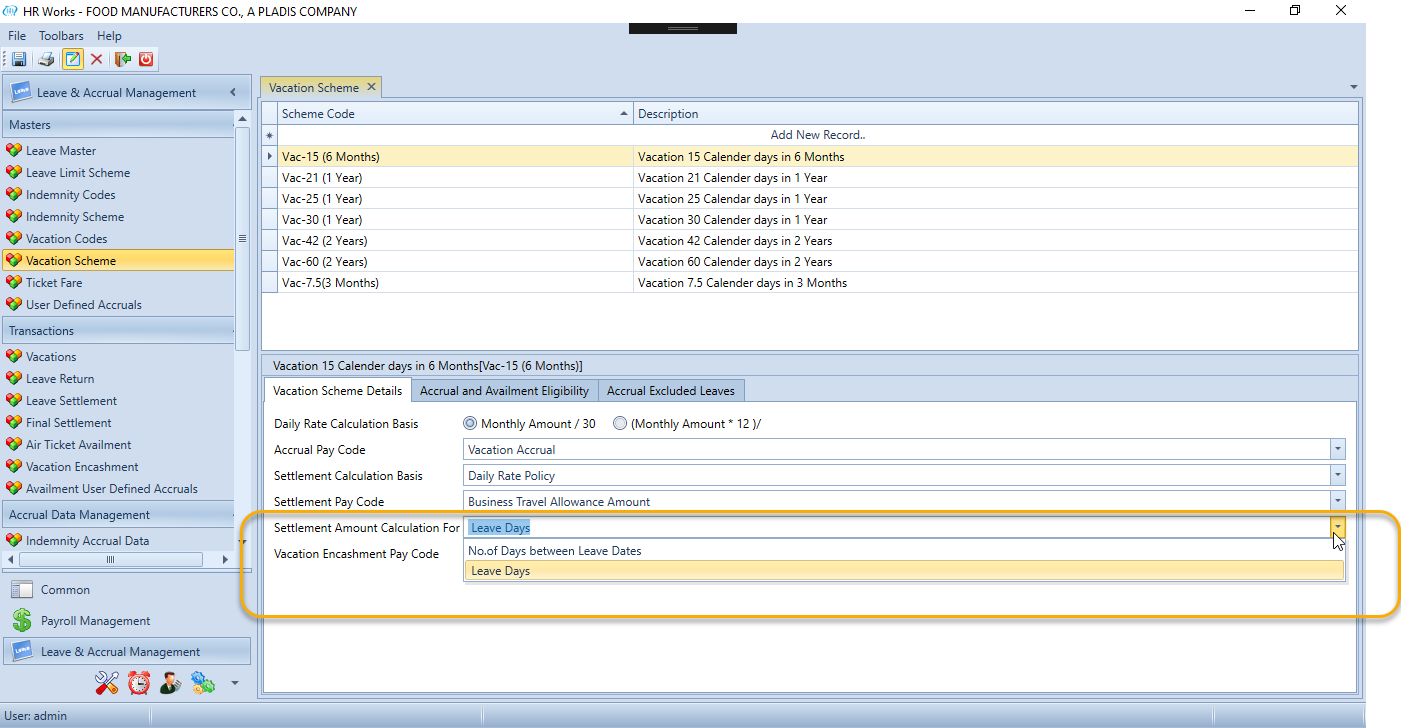 HR Works - FOOD MANUFACTURERS CO., A PLADIS COMPANY
File Toolbars Help
Leave & Accrual Management
Masters
Leave Master
Leave Limit Scheme
Indemnity Codes
Indemnity Scheme
Vacation Codes
Vacation Scheme
Ticket Fare
User Defined Accruals
Transactions
Vacations
Leave Return
Leave Settlement
Final Settlement
Air Ticket Availment
Vacation Encashment
Availment User Defined Accruals
Accrual Data Management
Indemnity Accrual Data
Common
Payroll Management
Leave & Accrual Management
Vacation Scheme
Scheme Code Description
Add New Record..
Vac-15 (6 Months) Vacation 15 Calender days in 6 Months
Vac-21 (1 Year) Vacation 21 Calender days in 1 Year
Vac-25 (1 Year) Vacation 25 Calender days in 1 Year
Vac-30 (1 Year) Vacation 30 Calender days in 1 Year
Vac-42 (2 Years) Vacation 42 Calender days in 2 Years
Vac-60 (2 Years) Vacation 60 Calender days in 2 Years
Vac-7.5(3 Months) Vacation 7.5 Calender days in 3 Months
Vacation 15 Calender days in 6 Months[Vac-15 (6 Months)]
Vacation Scheme Details Accrual and Availment Eligibility Accrual Excluded Leaves
Daily Rate Calculation Basis Monthly Amount / 30 (Monthly Amount * 12 )/
Accrual Pay Code Vacation Accrual
Settlement Calculation Basis Daily Rate Policy
Settlement Pay Code Business Travel Allowance Amount
Settlement Amount Calculation For Leave Days
Vacation Encashment Pay Code No.of Days between Leave Dates
Leave Days
User: admin